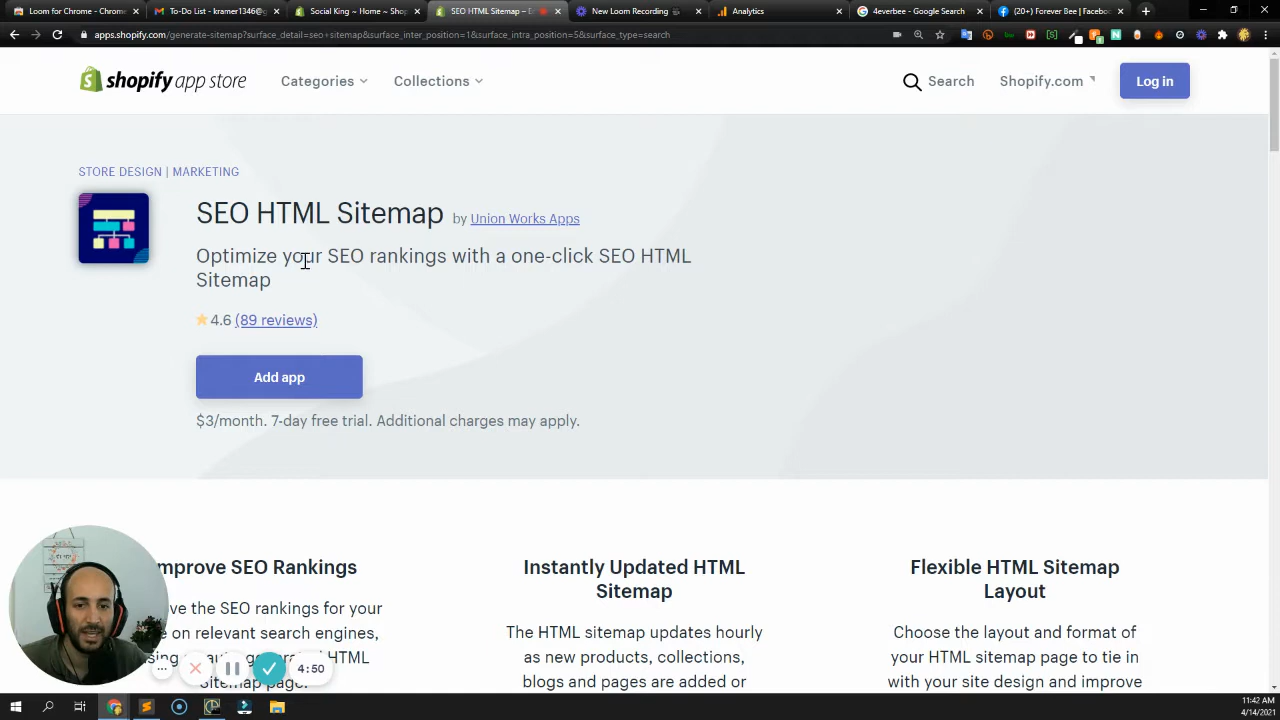 Loom for Chrome - Chrom
To-Do List - kramer1346@g
Social King ~ Home ~ Shop
SEO HTML Sitemap – E
New Loom Recording
Analytics
4everbee - Google Search
(20+) Forever Bee | Facebo
apps.shopify.com/generate-sitemap?surface_detail=seo+sitemap&surface_inter_position=1&surface_intra_position=5&surface_type=search
shopify app store
Categories
Collections
Search
Shopify.com
Log in
STORE DESIGN | MARKETING
SEO HTML Sitemap by Union Works Apps
Optimize your SEO rankings with a one-click SEO HTML
Sitemap
4.6 (89 reviews)
Add app
$3/month. 7-day free trial. Additional charges may apply.
mprove SEO Rankings
ve the SEO rankings for your
e on relevant search engines,
HTML
Instantly Updated HTML
Sitemap
The HTML sitemap updates hourly
as new products, collections,
blogs and pages are added or
Flexible HTML Sitemap
Layout
Choose the layout and format of
your HTML sitemap page to tie in
with your site design and improve
4:50
11:42 AM
4/14/2021